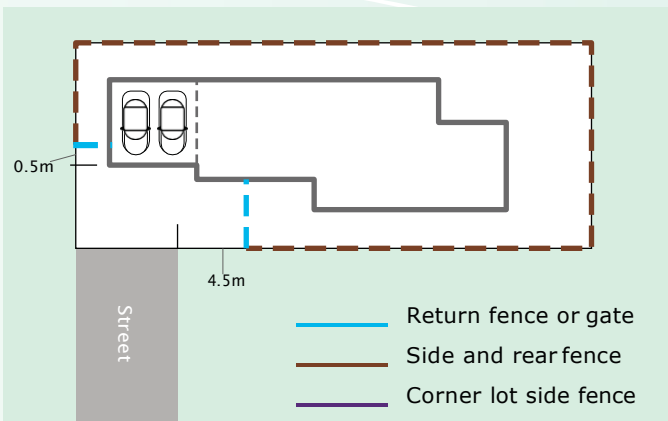 0.5m
4.5m
Street
Return fence or gate
Side and rear fence
Corner lot side fence